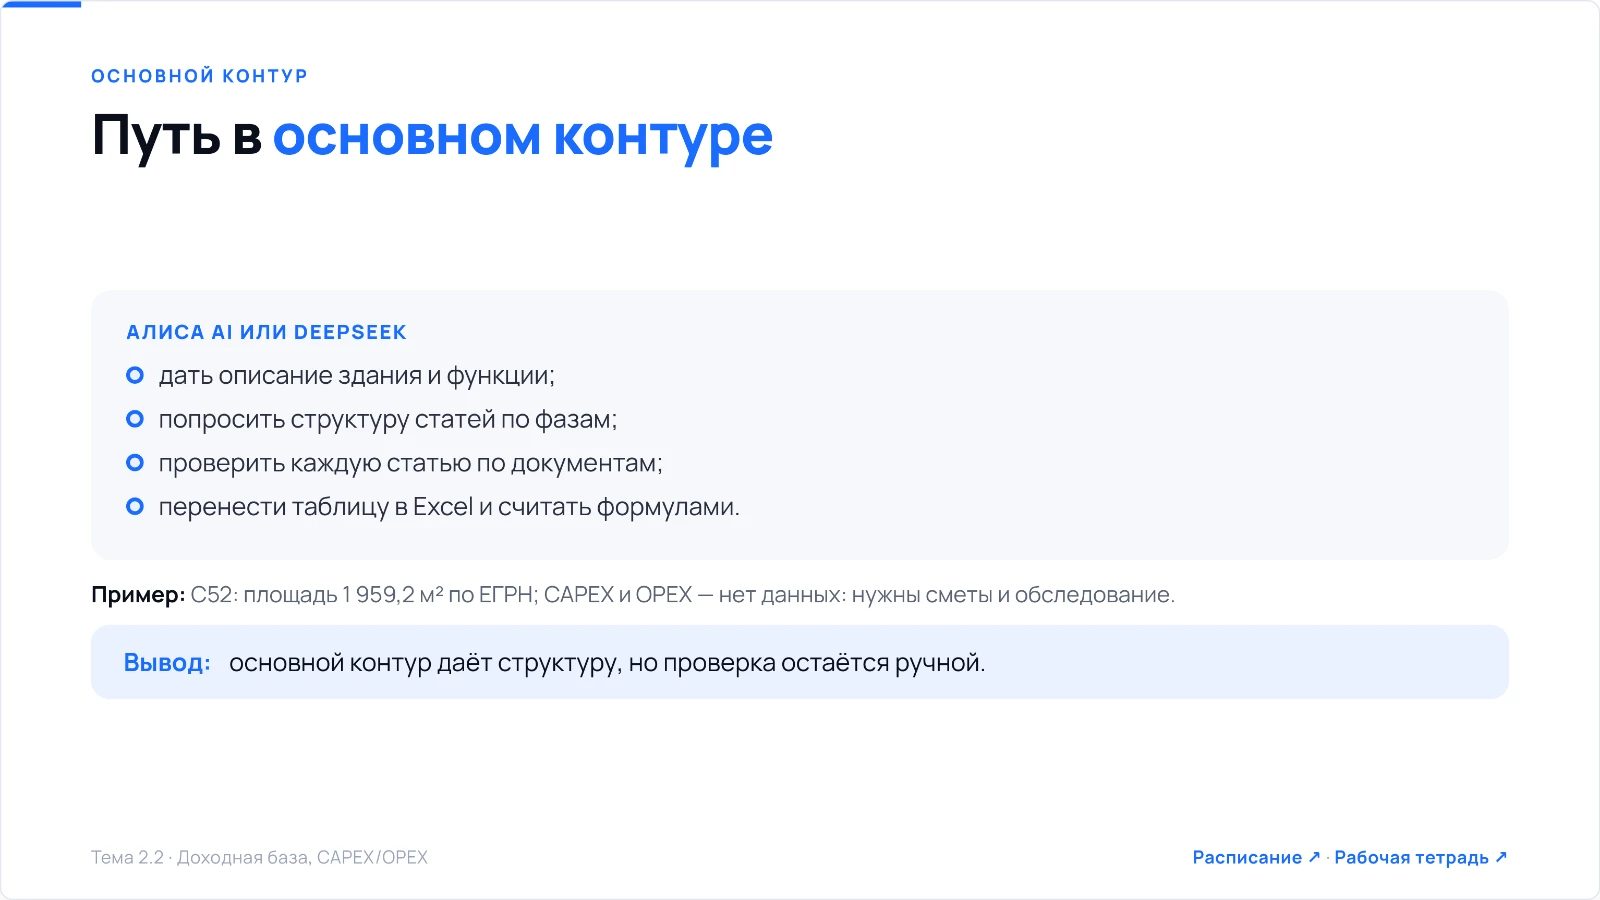 ОСНОВНОЙ КОНТУР
Путь в основном контуре
АЛИСА AI ИЛИ DEEPSEEK
дать описание здания и функции;
попросить структуру статей по фазам;
проверить каждую статью по документам;
перенести таблицу в Excel и считать формулами.
Пример: С52: площадь 1 959,2 м² по ЕГРН; CAPEX и OPEX — нет данных: нужны сметы и обследование.
Вывод: основной контур даёт структуру, но проверка остаётся ручной.
Тема 2.2 · Доходная база, CAPEX/OPEX
Расписание ↗ · Рабочая тетрадь ↗